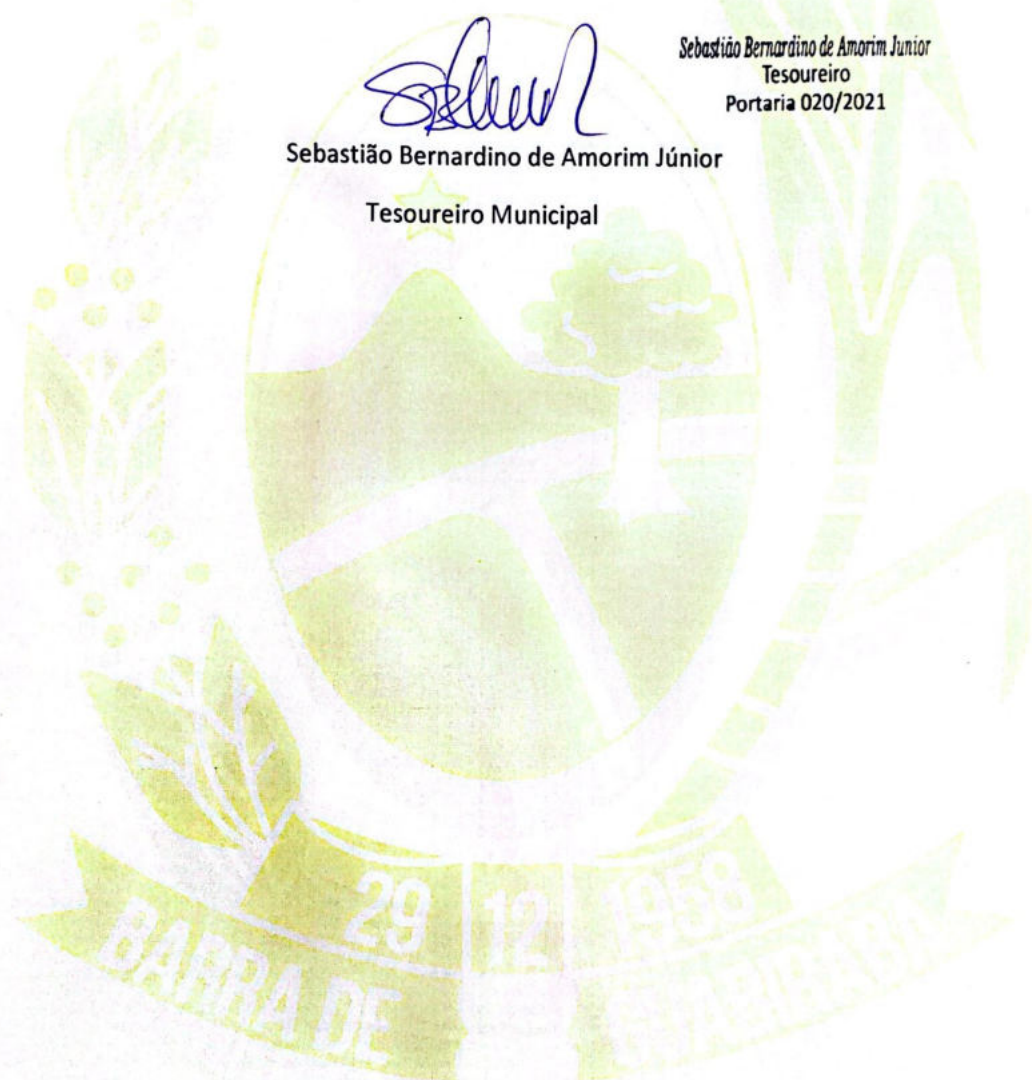 Sebastião Bernardino de Amorim Junior
Tesoureiro
Portaria 020/2021
Sebastião Bernardino de Amorim Júnior
Tesoureiro Municipal
29 12 1958
BARRA DE GUABIRABA